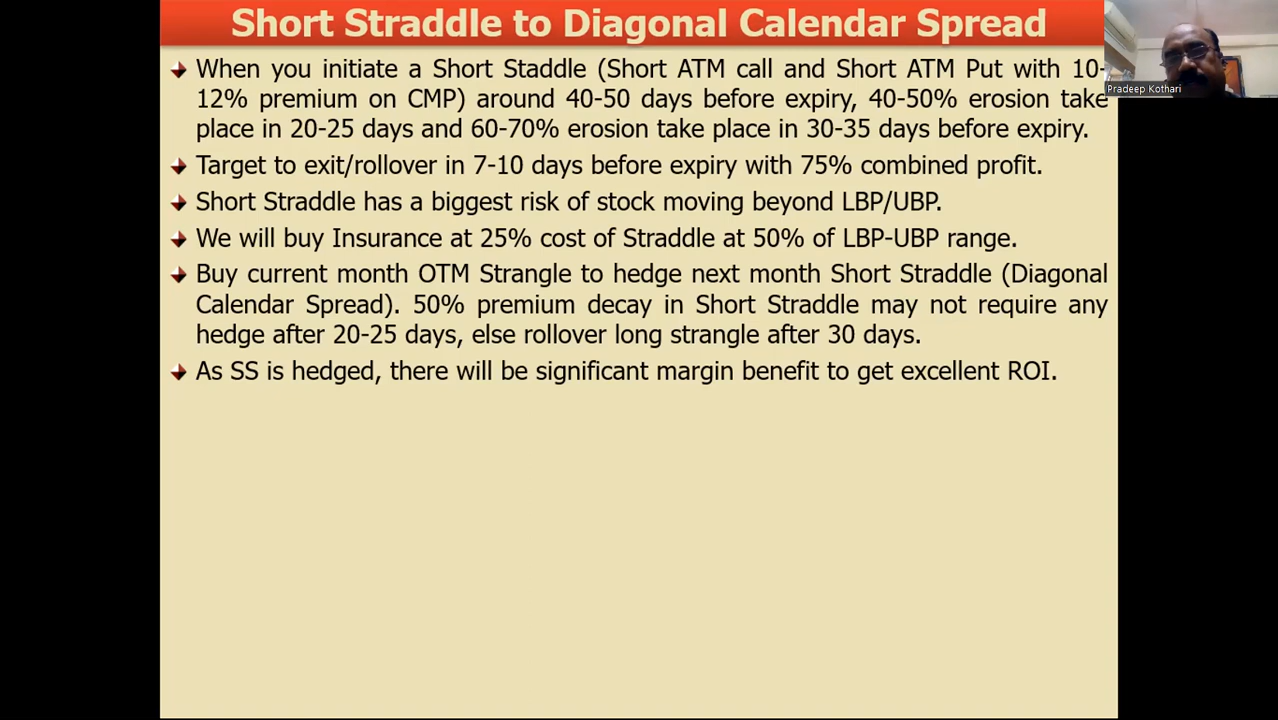 Short Straddle to Diagonal Calendar Spread
When you initiate a Short Staddle (Short ATM call and Short ATM Put with 10-
12% premium on CMP) around 40-50 days before expiry, 40-50% erosion take
place in 20-25 days and 60-70% erosion take place in 30-35 days before expiry.
Target to exit/rollover in 7-10 days before expiry with 75% combined profit.
Short Straddle has a biggest risk of stock moving beyond LBP/UBP.
We will buy Insurance at 25% cost of Straddle at 50% of LBP-UBP range.
Buy current month OTM Strangle to hedge next month Short Straddle (Diagonal
Calendar Spread). 50% premium decay in Short Straddle may not require any
hedge after 20-25 days, else rollover long strangle after 30 days.
As SS is hedged, there will be significant margin benefit to get excellent ROI.
Pradeep Kothari